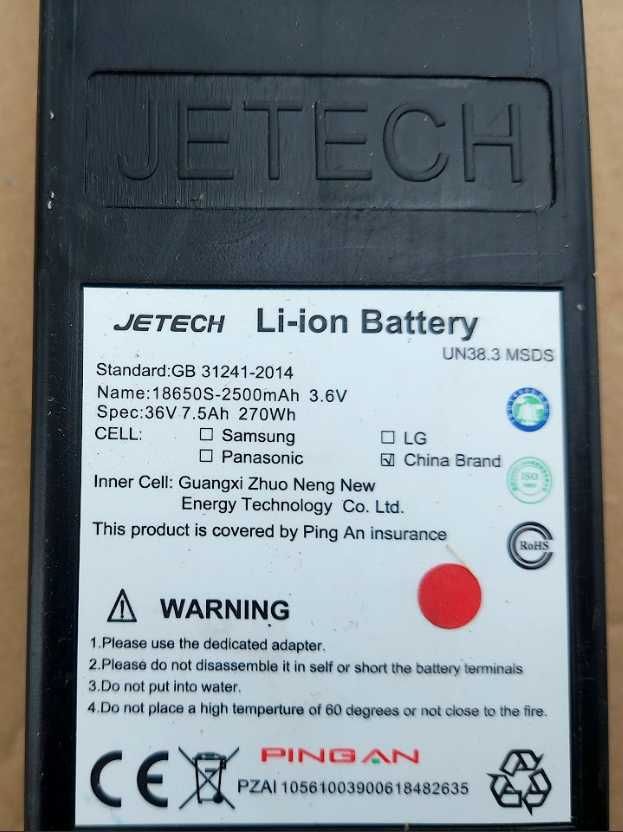 JETECH
JETECH Li-ion Battery
UN38.3 MSDS
Standard:GB 31241-2014
Name:18650S-2500mAh 3.6V
Spec:36V 7.5Ah 270Wh
CELL: ☐ Samsung ☐ LG
☐ Panasonic ☑ China Brand
Inner Cell: Guangxi Zhuo Neng New
Energy Technology Co. Ltd.
This product is covered by Ping An insurance
ISO
RoHS
WARNING
1.Please use the dedicated adapter.
2.Please do not disassemble it in self or short the battery terminais
3.Do not put into water.
4.Do not place a high temperture of 60 degrees or not close to the fire.
CE
PINGAN
PZAI 10561003900618482635